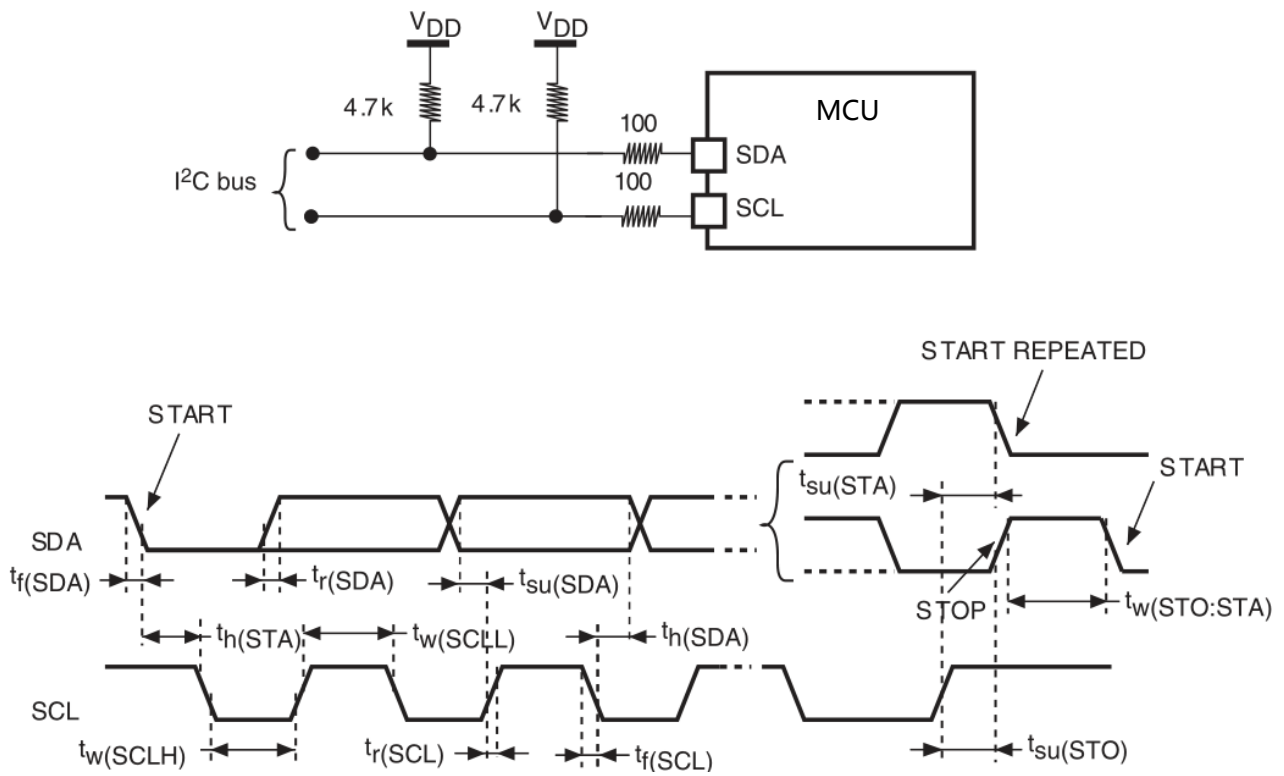 VDD VDD
4.7k 4.7k
100
MCU
SDA
I²C bus
100
SCL
START REPEATED
START
tsu(STA)
START
SDA
tf(SDA) tr(SDA) tsu(SDA)
STOP
tw(STO:STA)
th(STA) tw(SCLL) th(SDA)
SCL
tw(SCLH) tr(SCL) tf(SCL) tsu(STO)